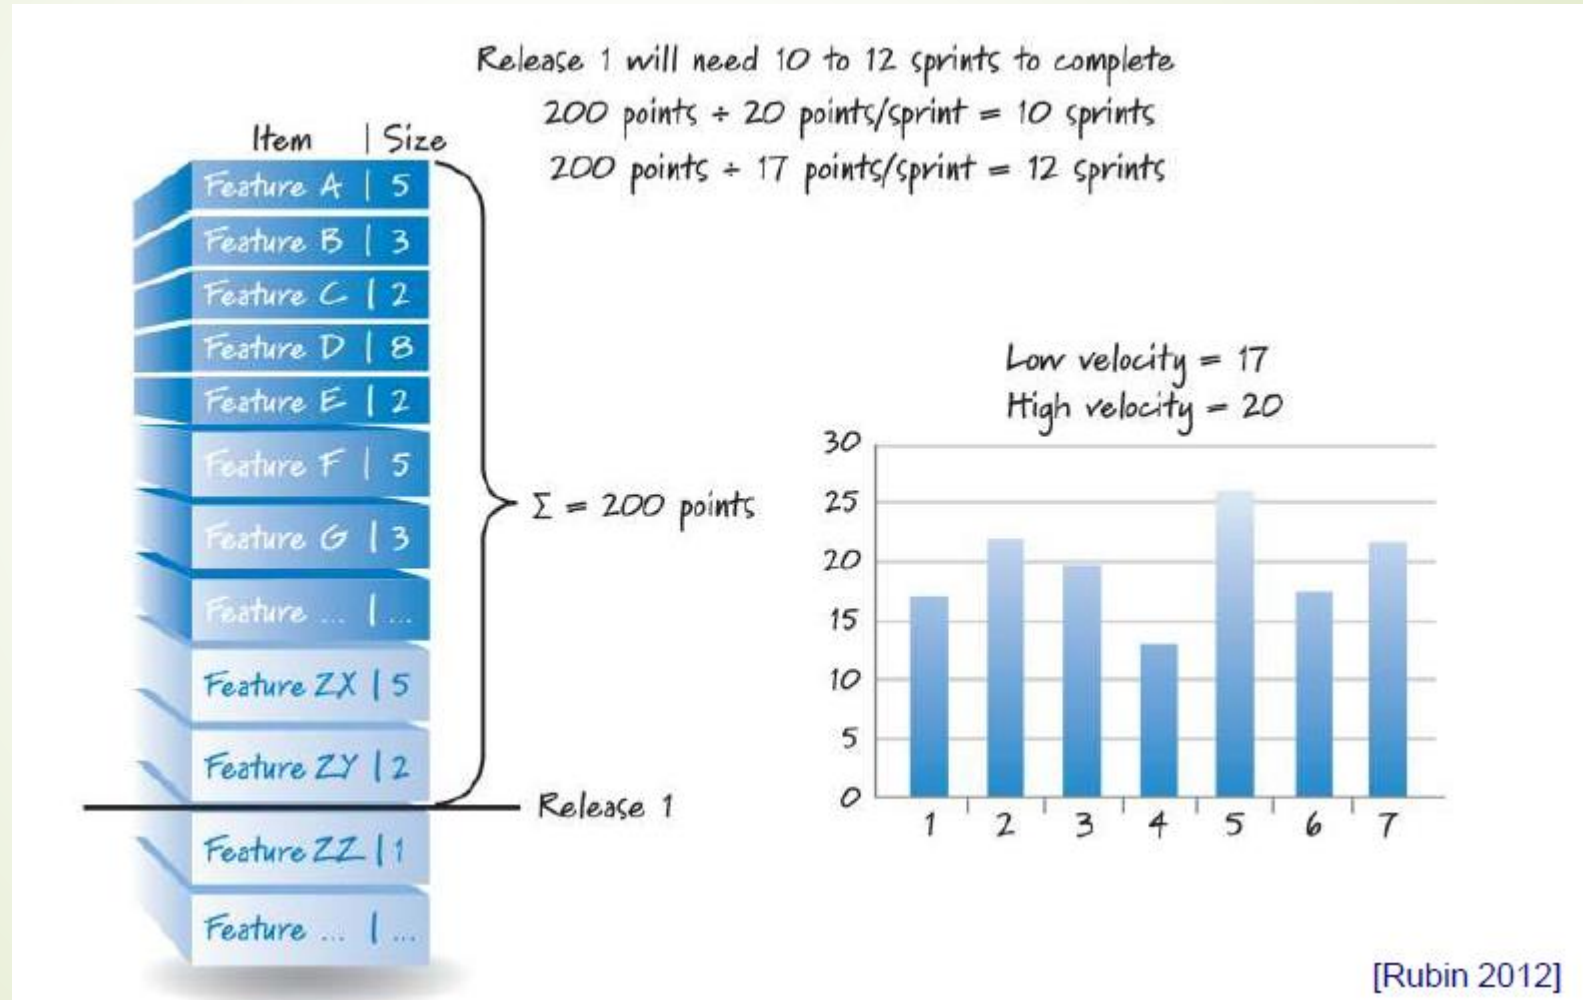 Release 1 will need 10 to 12 sprints to complete
200 points ÷ 20 points/sprint = 10 sprints
200 points ÷ 17 points/sprint = 12 sprints
Item | Size
Feature A | 5
Feature B | 3
Feature C | 2
Feature D | 8
Feature E | 2
Feature F | 5
Feature G | 3
Feature ... | ...
Feature ZX | 5
Feature ZY | 2
Feature ZZ | 1
Feature ... | ...
Σ = 200 points
Release 1
Low velocity = 17
High velocity = 20
30
25
20
15
10
5
0
1 2 3 4 5 6 7
[Rubin 2012]